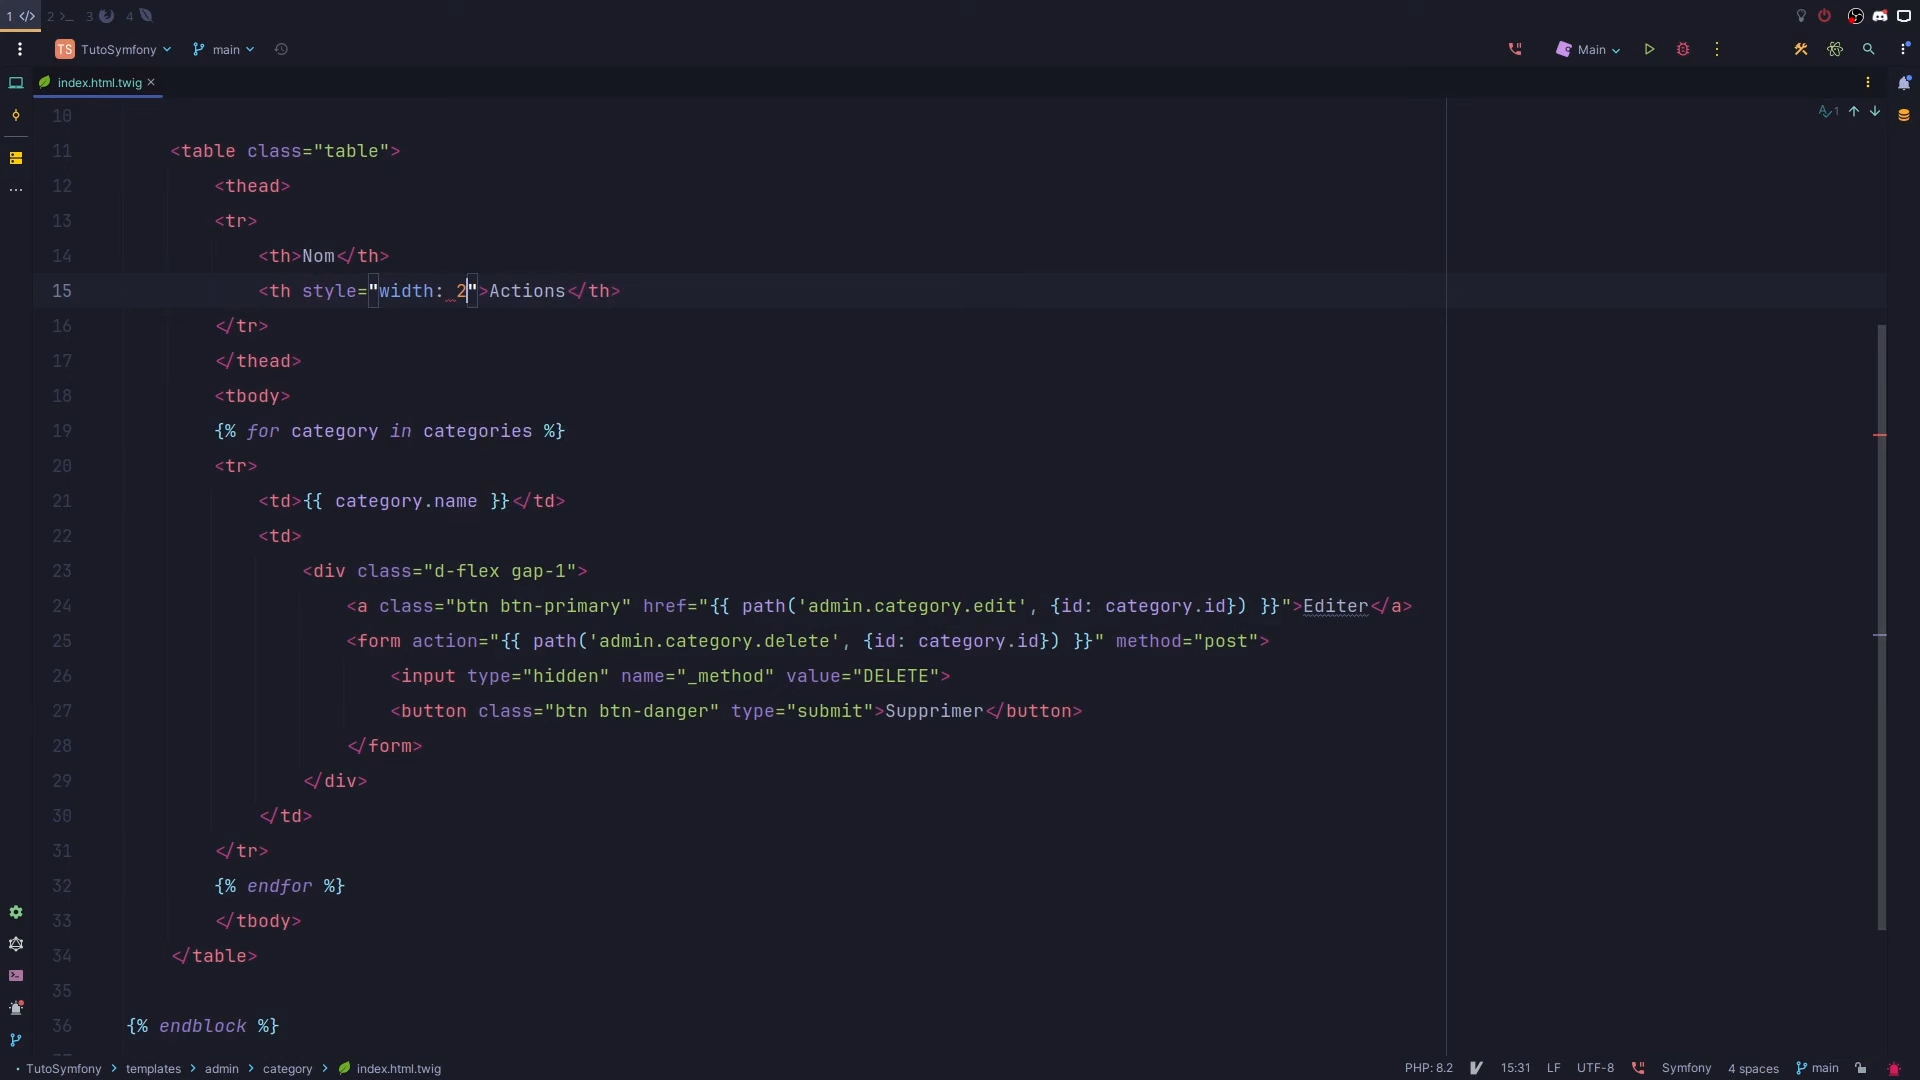 1 </> 2 3 4
TS TutoSymfony main Main
index.html.twig
10
11 <table class="table">
12 <thead>
13 <tr>
14 <th>Nom</th>
15 <th style="width: 2">Actions</th>
16 </tr>
17 </thead>
18 <tbody>
19 {% for category in categories %}
20 <tr>
21 <td>{{ category.name }}</td>
22 <td>
23 <div class="d-flex gap-1">
24 <a class="btn btn-primary" href="{{ path('admin.category.edit', {id: category.id}) }}">Editer</a>
25 <form action="{{ path('admin.category.delete', {id: category.id}) }}" method="post">
26 <input type="hidden" name="_method" value="DELETE">
27 <button class="btn btn-danger" type="submit">Supprimer</button>
28 </form>
29 </div>
30 </td>
31 </tr>
32 {% endfor %}
33 </tbody>
34 </table>
35
36 {% endblock %}
TutoSymfony > templates > admin > category > index.html.twig PHP: 8.2 15:31 LF UTF-8 Symfony 4 spaces main